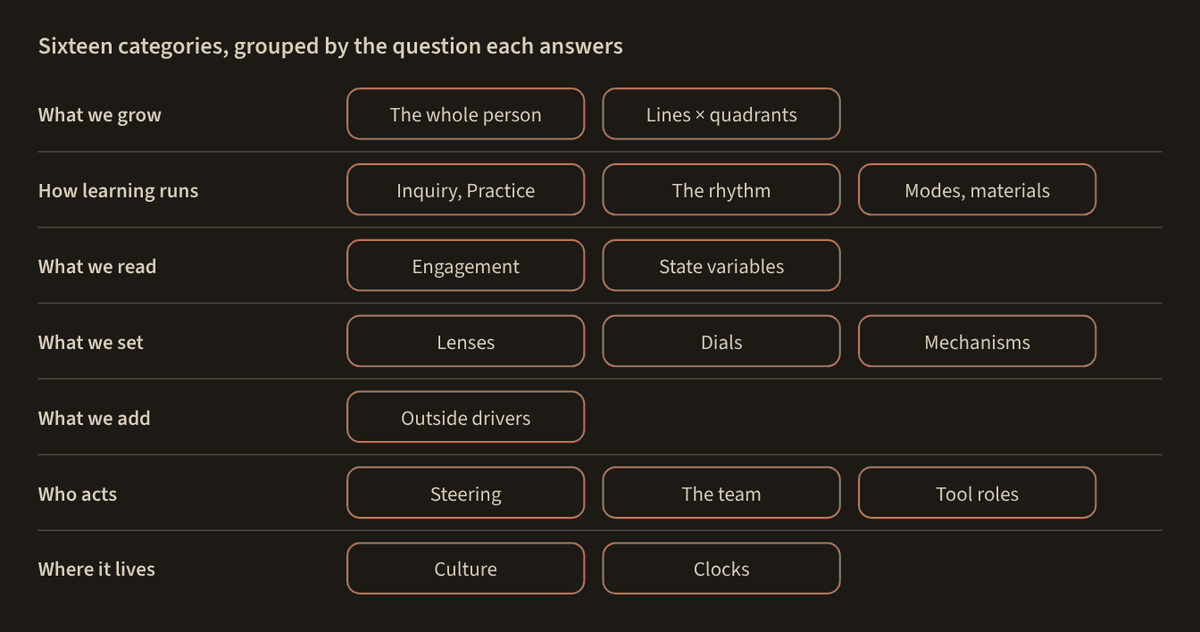 Sixteen categories, grouped by the question each answers
What we grow
The whole person
Lines × quadrants
How learning runs
Inquiry, Practice
The rhythm
Modes, materials
What we read
Engagement
State variables
What we set
Lenses
Dials
Mechanisms
What we add
Outside drivers
Who acts
Steering
The team
Tool roles
Where it lives
Culture
Clocks